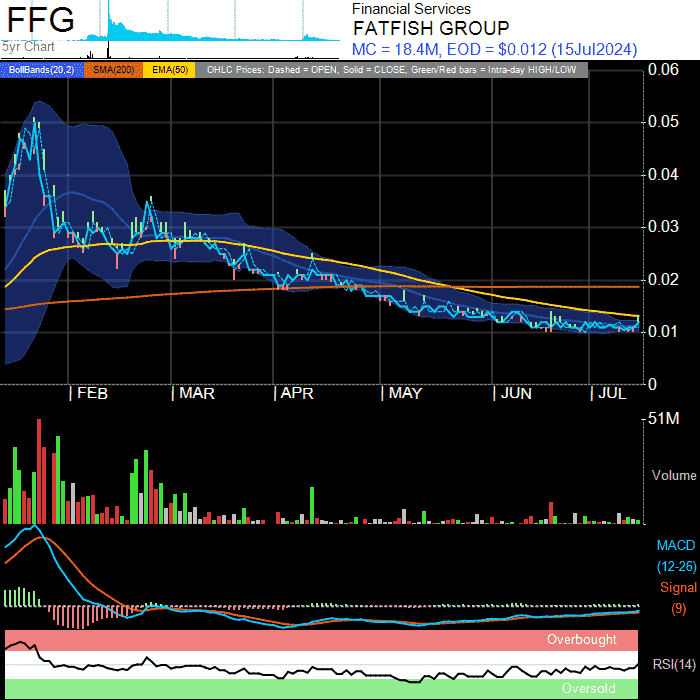 FFG
5yr Chart
Financial Services
FATFISH GROUP
MC = 18.4M, EOD = $0.012 (15Jul2024)
BollBands(20,2) SMA(200) EMA(50) OHLC Prices: Dashed = OPEN, Solid = CLOSE, Green/Red bars = Intra-day HIGH/LOW
0.06
0.05
0.04
0.03
0.02
0.01
0
FEB MAR APR MAY JUN JUL
51M
Volume
MACD
(12-26)
Signal
(9)
Overbought
RSI(14)
Oversold